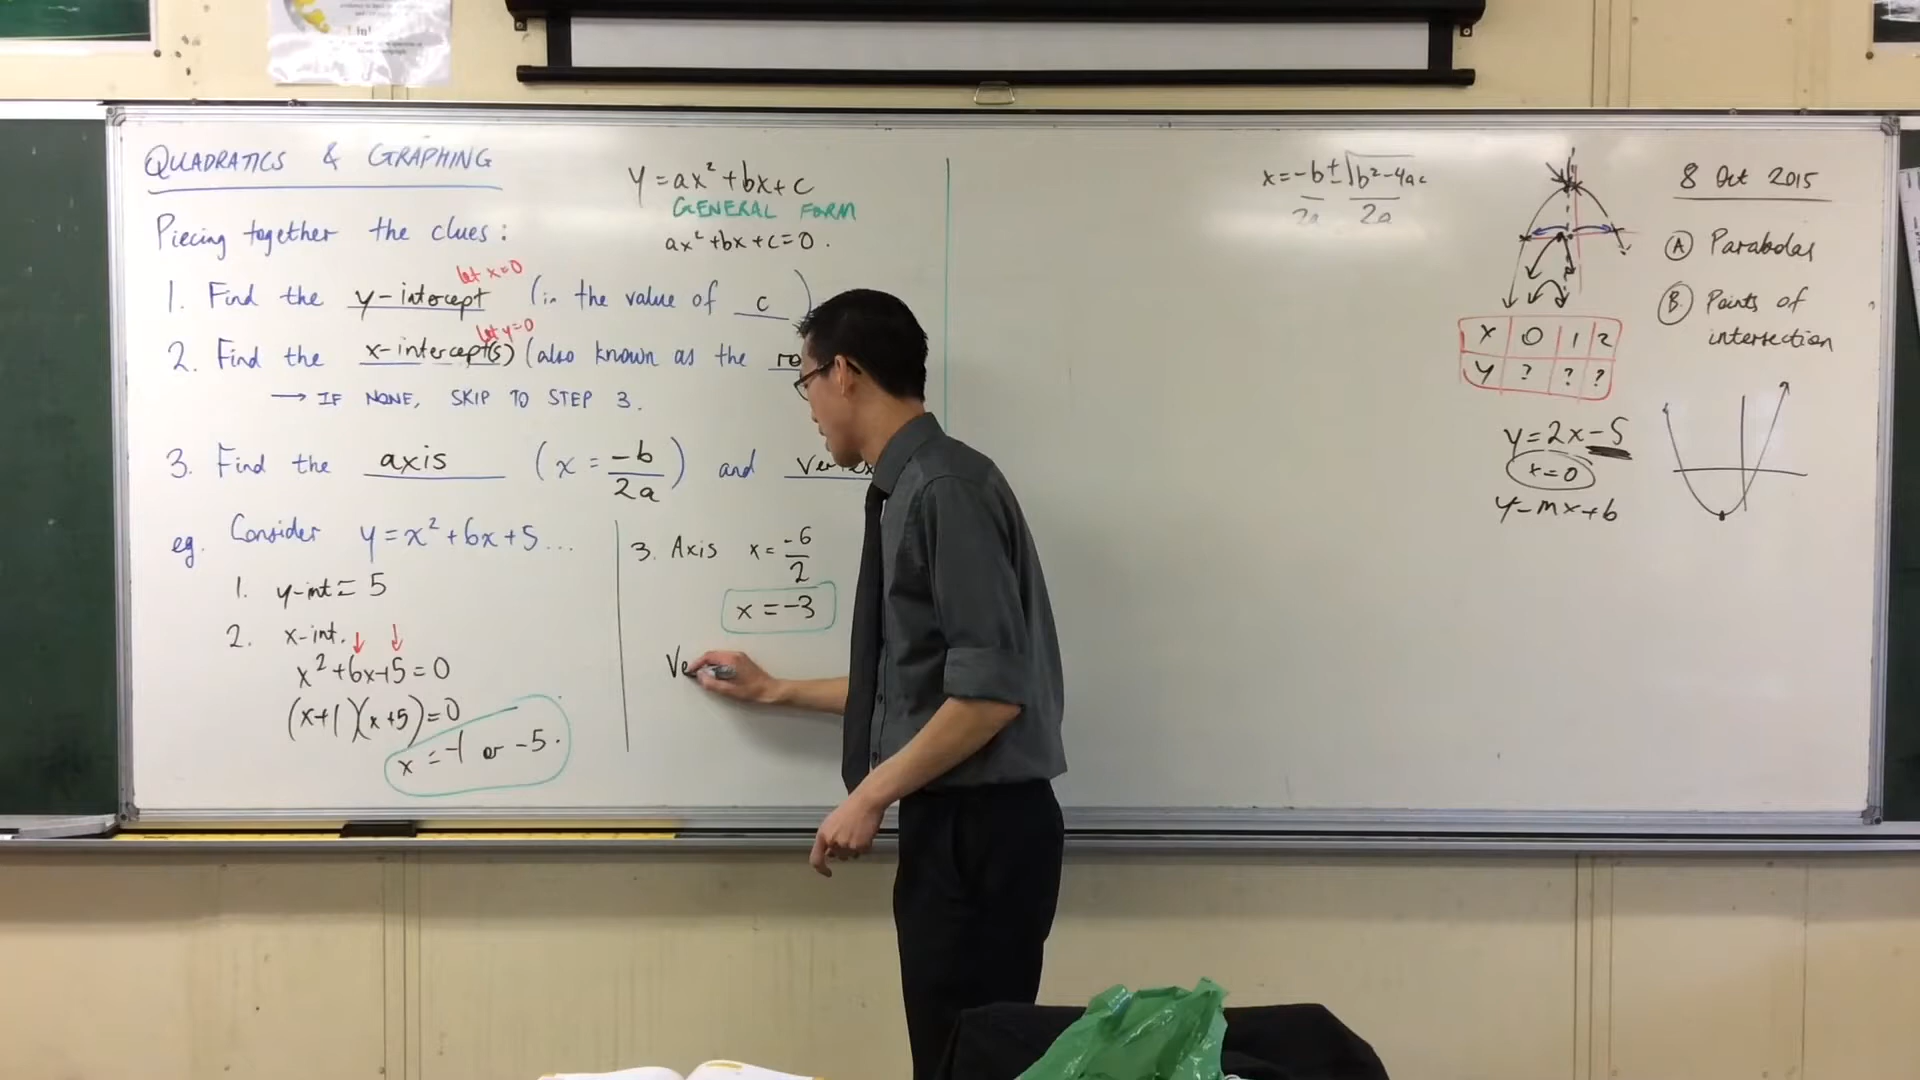 QUADRATICS & GRAPHING
Piecing together the clues:
1. Find the y-intercept (in the value of c)
let x=0
2. Find the x-intercept(s) (also known as the
let y=0
→ IF NONE, SKIP TO STEP 3.
3. Find the axis (x = -b/2a) and vertex
y = ax² + bx + c
GENERAL FORM
ax² + bx + c = 0.
eg. Consider y = x² + 6x + 5...
1. y-int = 5
2. x-int.
x² + 6x + 5 = 0
(x+1)(x+5) = 0
x = -1 or -5.
3. Axis x = -6/2
x = -3
Ve
x = -b/2a ± √b²-4ac/2a
X 0 1 2
Y ? ? ?
y = 2x - 5
x = 0
y = mx + b
8 Oct 2015
A Parabolas
B Points of
intersection